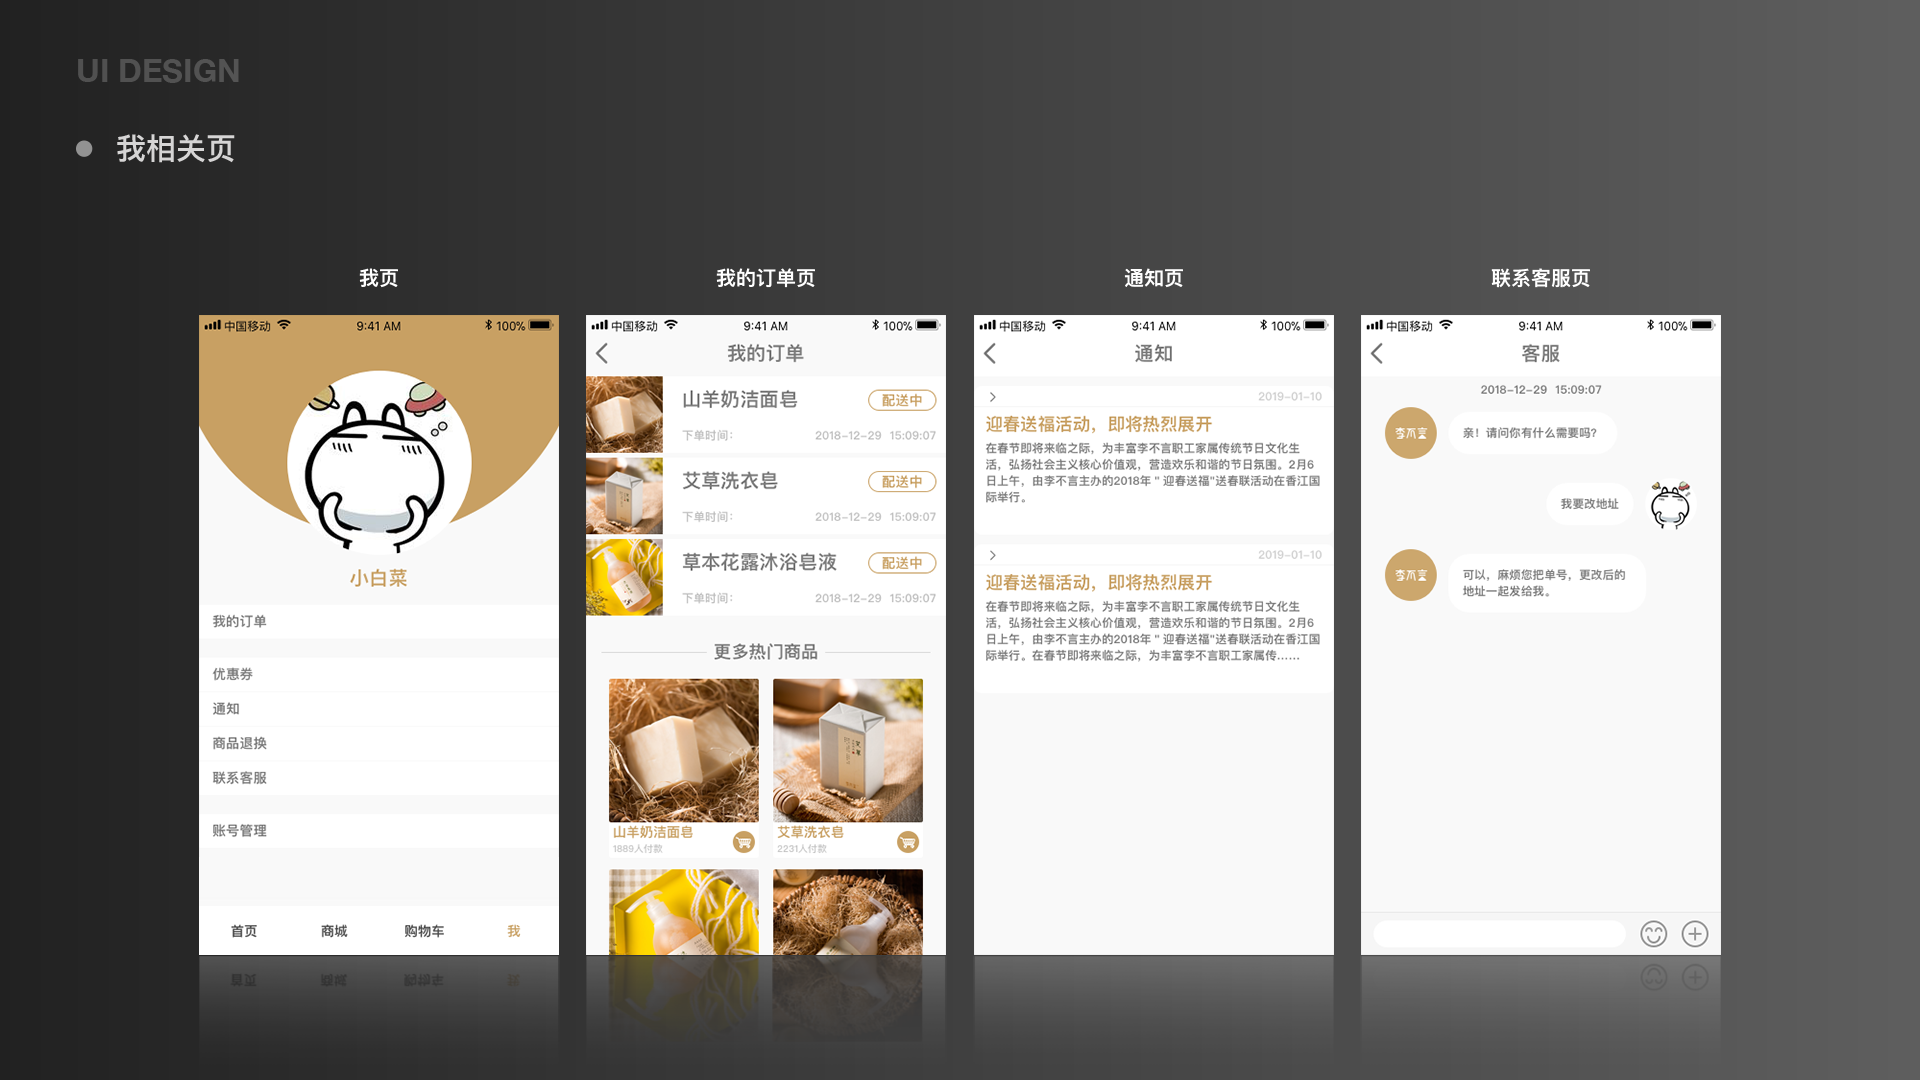 UI DESIGN
我相关页
我页
中国移动 9:41 AM 100%
小白菜
我的订单
优惠券
通知
商品退换
联系客服
账号管理
首页 商城 购物车 我
我的订单页
中国移动 9:41 AM 100%
我的订单
山羊奶洁面皂 配送中
下单时间： 2018-12-29 15:09:07
艾草洗衣皂 配送中
下单时间： 2018-12-29 15:09:07
草本花露沐浴皂液 配送中
下单时间： 2018-12-29 15:09:07
更多热门商品
山羊奶洁面皂
1889人付款
艾草洗衣皂
2231人付款
通知页
中国移动 9:41 AM 100%
通知
2019-01-10
迎春送福活动，即将热烈展开
在春节即将来临之际，为丰富李不言职工家属传统节日文化生
活，弘扬社会主义核心价值观，营造欢乐和谐的节日氛围。2月6
日上午，由李不言主办的2018年 " 迎春送福"送春联活动在香江国
际举行。
2019-01-10
迎春送福活动，即将热烈展开
在春节即将来临之际，为丰富李不言职工家属传统节日文化生
活，弘扬社会主义核心价值观，营造欢乐和谐的节日氛围。2月6
日上午，由李不言主办的2018年 " 迎春送福"送春联活动在香江国
际举行。在春节即将来临之际，为丰富李不言职工家属传……
联系客服页
中国移动 9:41 AM 100%
客服
2018-12-29 15:09:07
李不言
亲！请问你有什么需要吗？
我要改地址
李不言
可以，麻烦您把单号，更改后的
地址一起发给我。